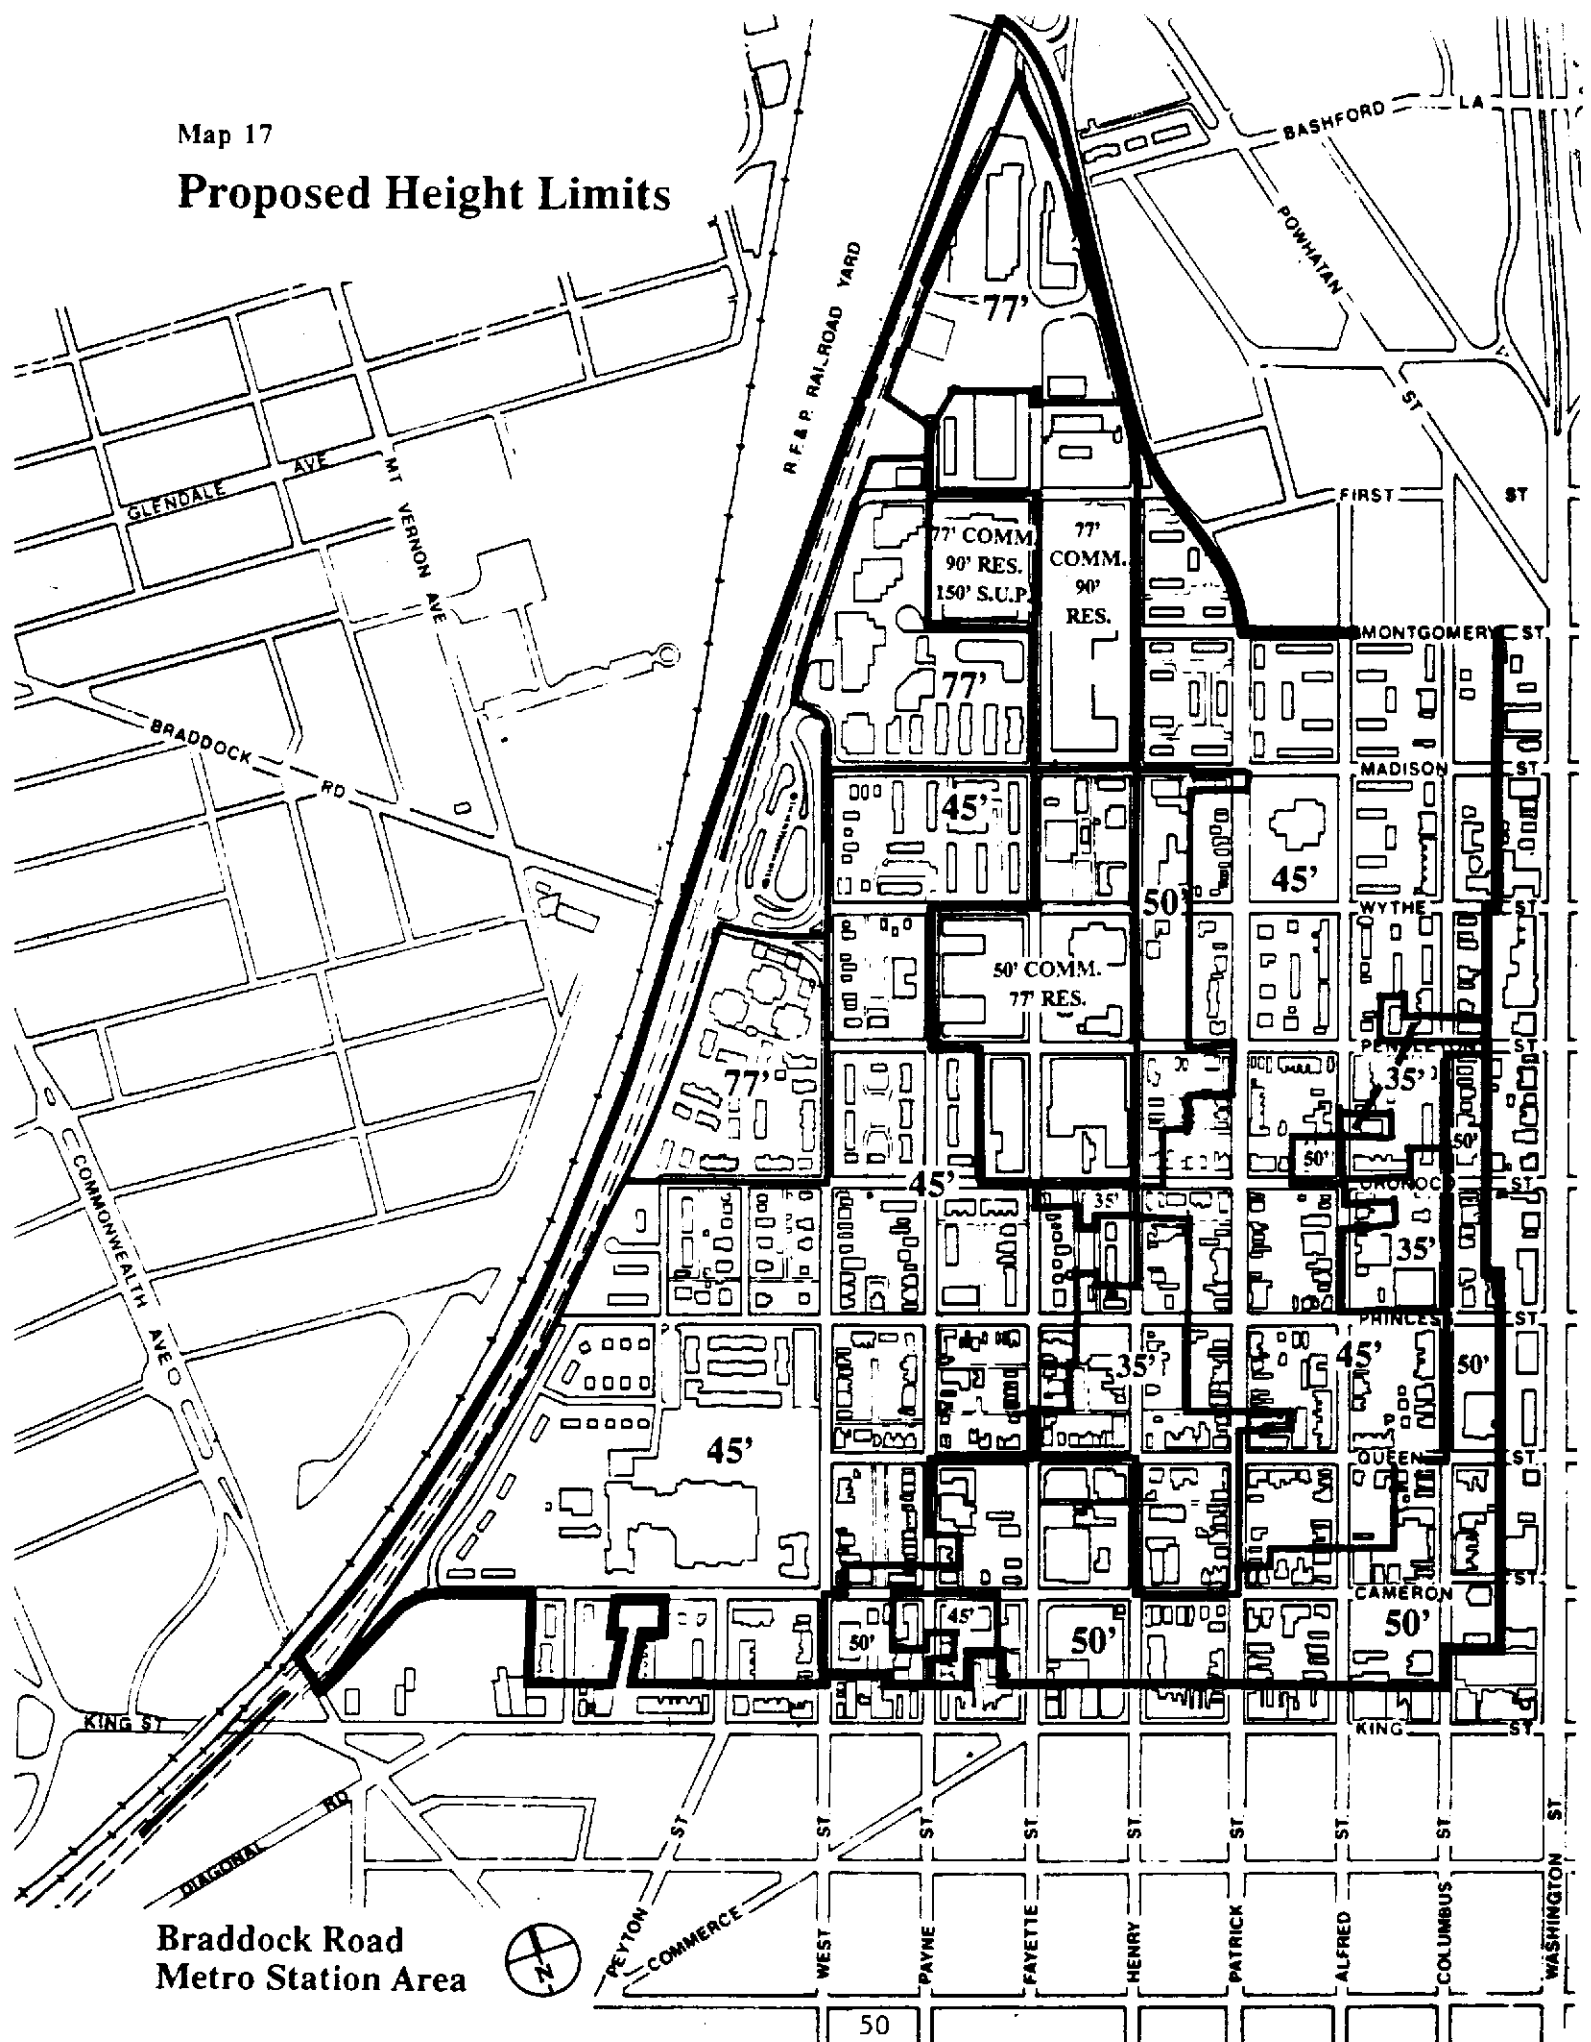 Map 17
Proposed Height Limits
BASHFORD LA
POWHATAN ST
R.F.& P. RAILROAD YARD
77'
GLENDALE AVE
MT VERNON AVE
FIRST ST
77' COMM.
90' RES.
150' S.U.P.
77'
COMM.
90'
RES.
MONTGOMERY ST
77'
BRADDOCK RD
MADISON ST
45'
45'
50'
WYTHE ST
50' COMM.
77' RES.
PENDLETON ST
77'
35'
50'
50'
45'
ORONOCO ST
35'
COMMONWEALTH AVE
35'
PRINCESS ST
35'
45'
50'
45'
QUEEN ST
CAMERON ST
50'
45'
50'
50'
KING ST
KING ST
DIAGONAL RD
PEYTON ST
COMMERCE
WEST ST
PAYNE ST
FAYETTE ST
HENRY ST
PATRICK ST
ALFRED ST
COLUMBUS ST
WASHINGTON ST
Braddock Road
Metro Station Area
N
50